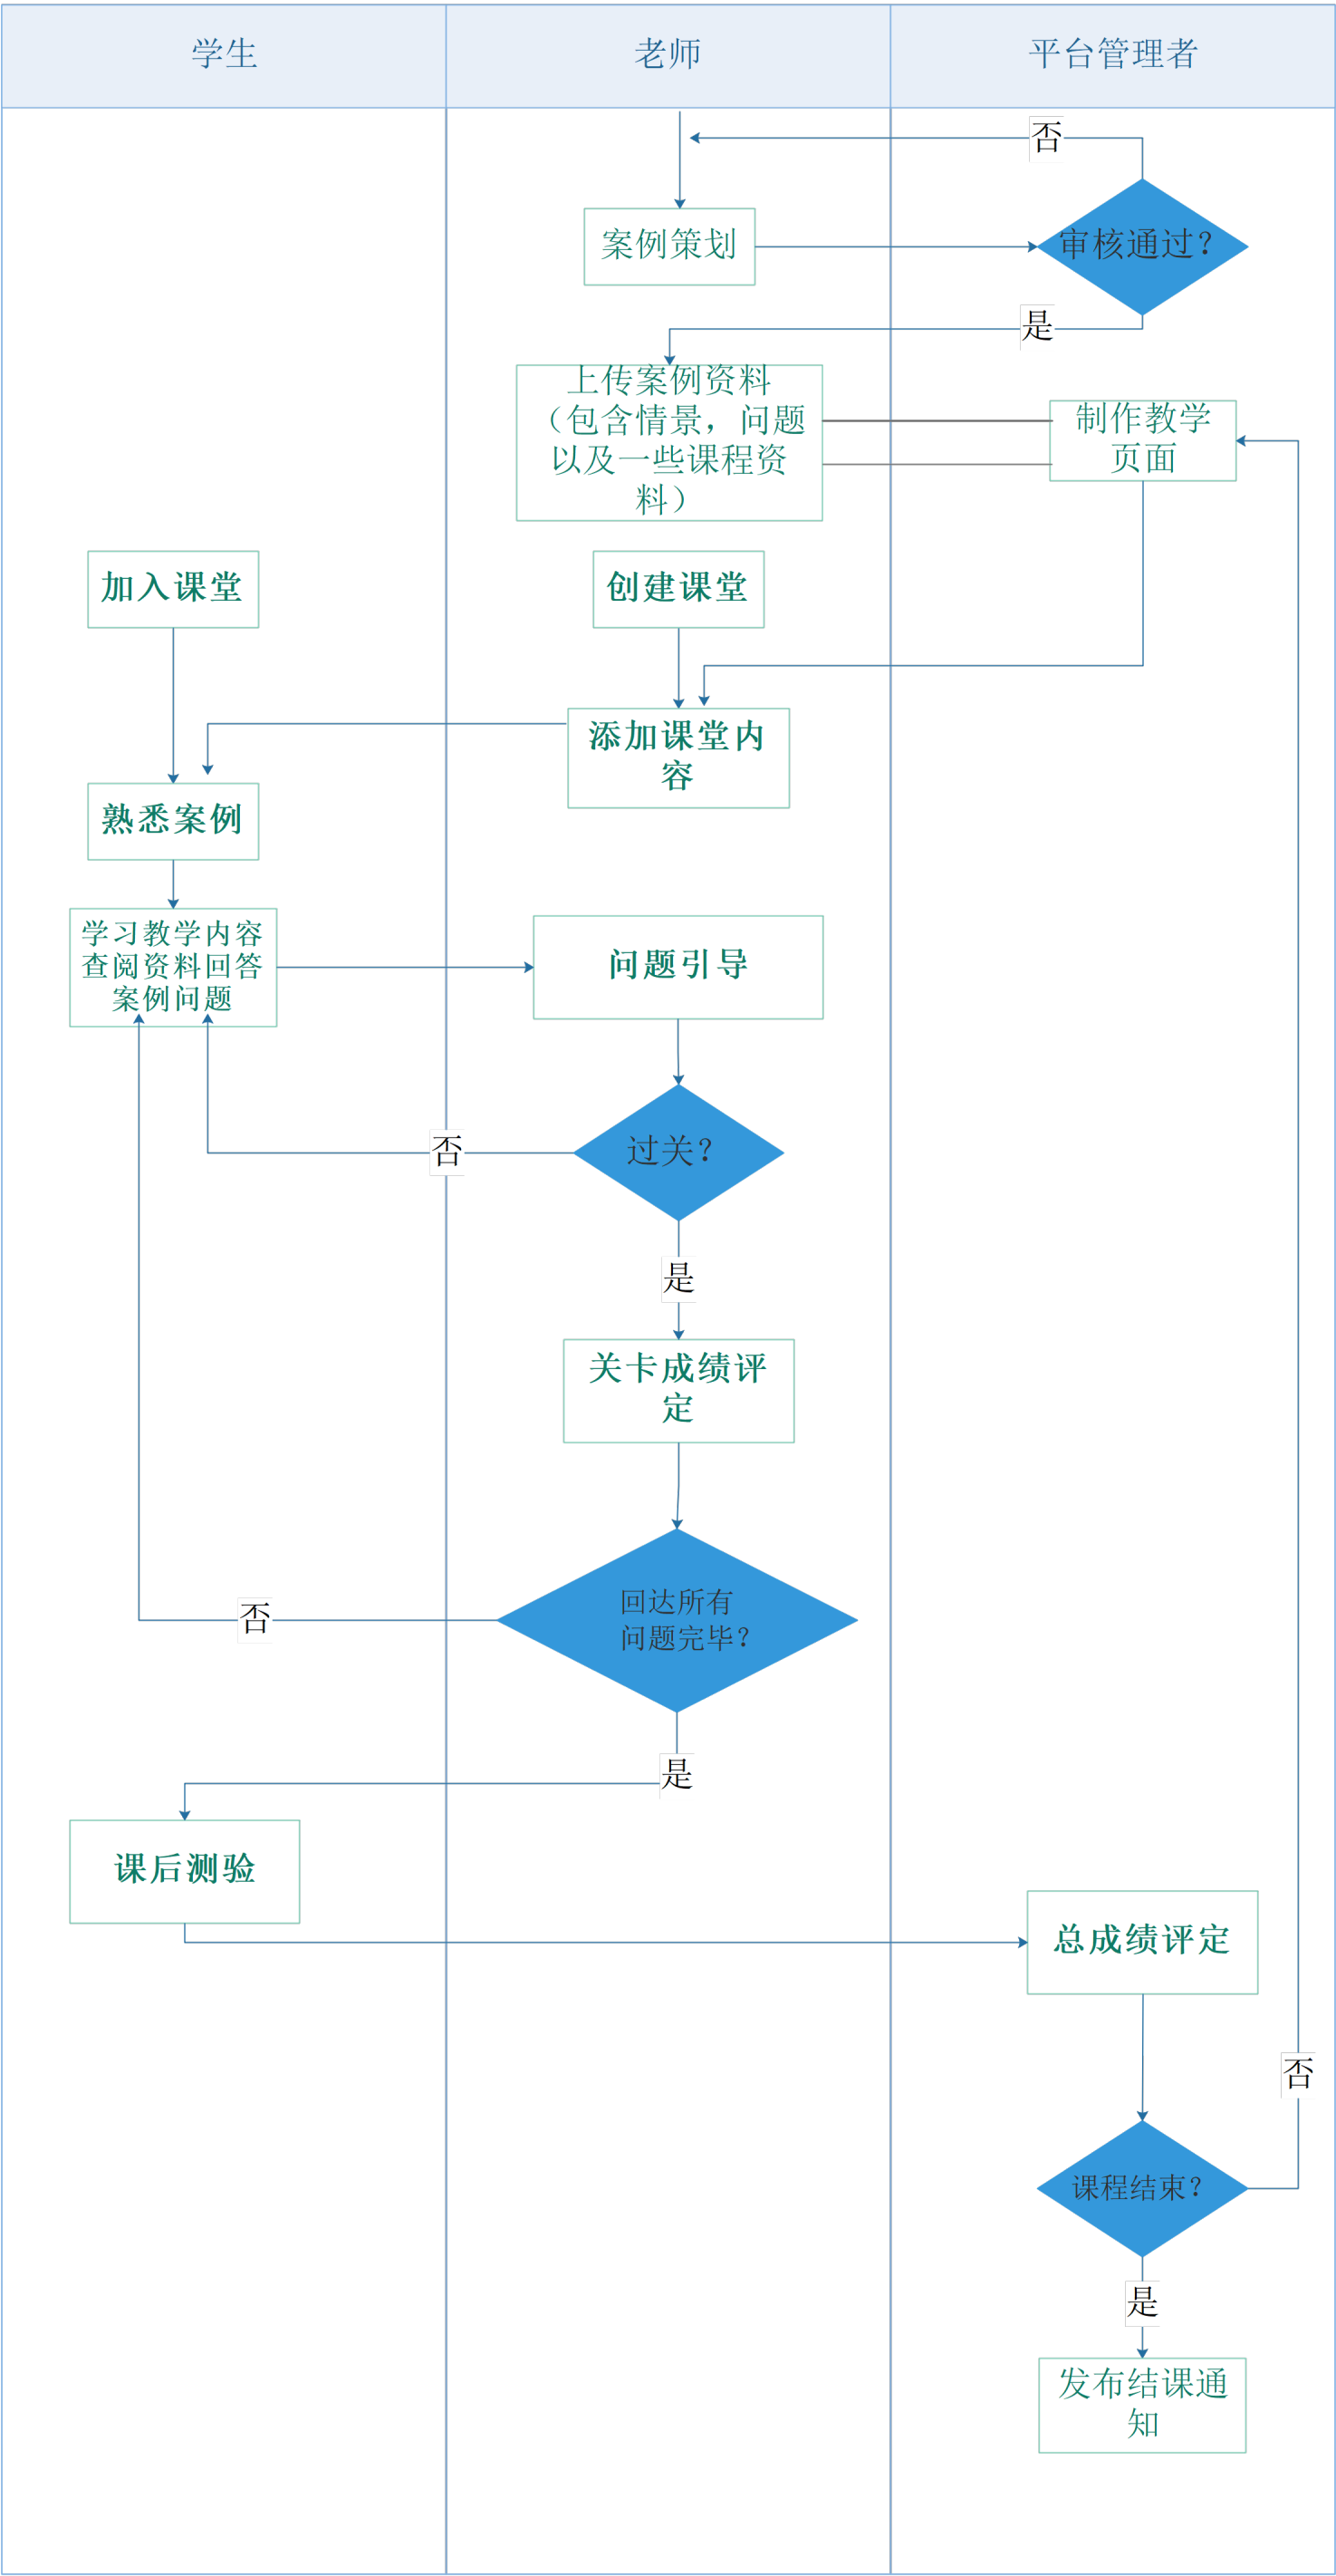 学生
老师
平台管理者
否
案例策划
审核通过？
是
上传案例资料
（包含情景，问题
以及一些课程资
料）
制作教学
页面
加入课堂
创建课堂
添加课堂内
容
熟悉案例
学习教学内容
查阅资料回答
案例问题
问题引导
过关？
否
是
关卡成绩评
定
回达所有
问题完毕？
否
是
课后测验
总成绩评定
否
课程结束？
是
发布结课通
知